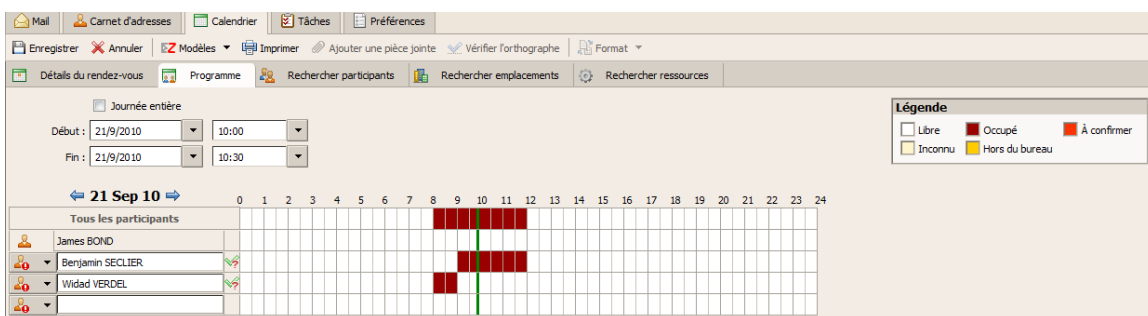 Mail Carnet d'adresses Calendrier Tâches Préférences
Enregistrer Annuler Modèles Imprimer Ajouter une pièce jointe Vérifier l'orthographe Format
Détails du rendez-vous Programme Rechercher participants Rechercher emplacements Rechercher ressources
Journée entière
Début : 21/9/2010 10:00
Fin : 21/9/2010 10:30
Légende
Libre Occupé À confirmer
Inconnu Hors du bureau
21 Sep 10 0 1 2 3 4 5 6 7 8 9 10 11 12 13 14 15 16 17 18 19 20 21 22 23 24
Tous les participants
James BOND
Benjamin SECLIER
Widad VERDEL